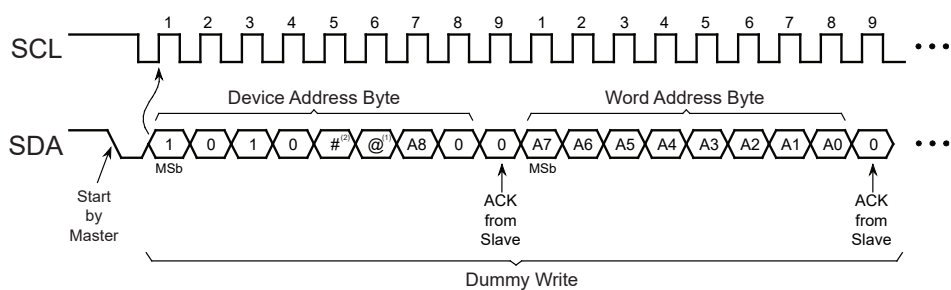 1 2 3 4 5 6 7 8 9 1 2 3 4 5 6 7 8 9
SCL
Device Address Byte Word Address Byte
SDA 1 0 1 0 #(2) @(1) A8 0 0 A7 A6 A5 A4 A3 A2 A1 A0 0
MSb MSb
Start
by
Master
ACK
from
Slave
ACK
from
Slave
Dummy Write